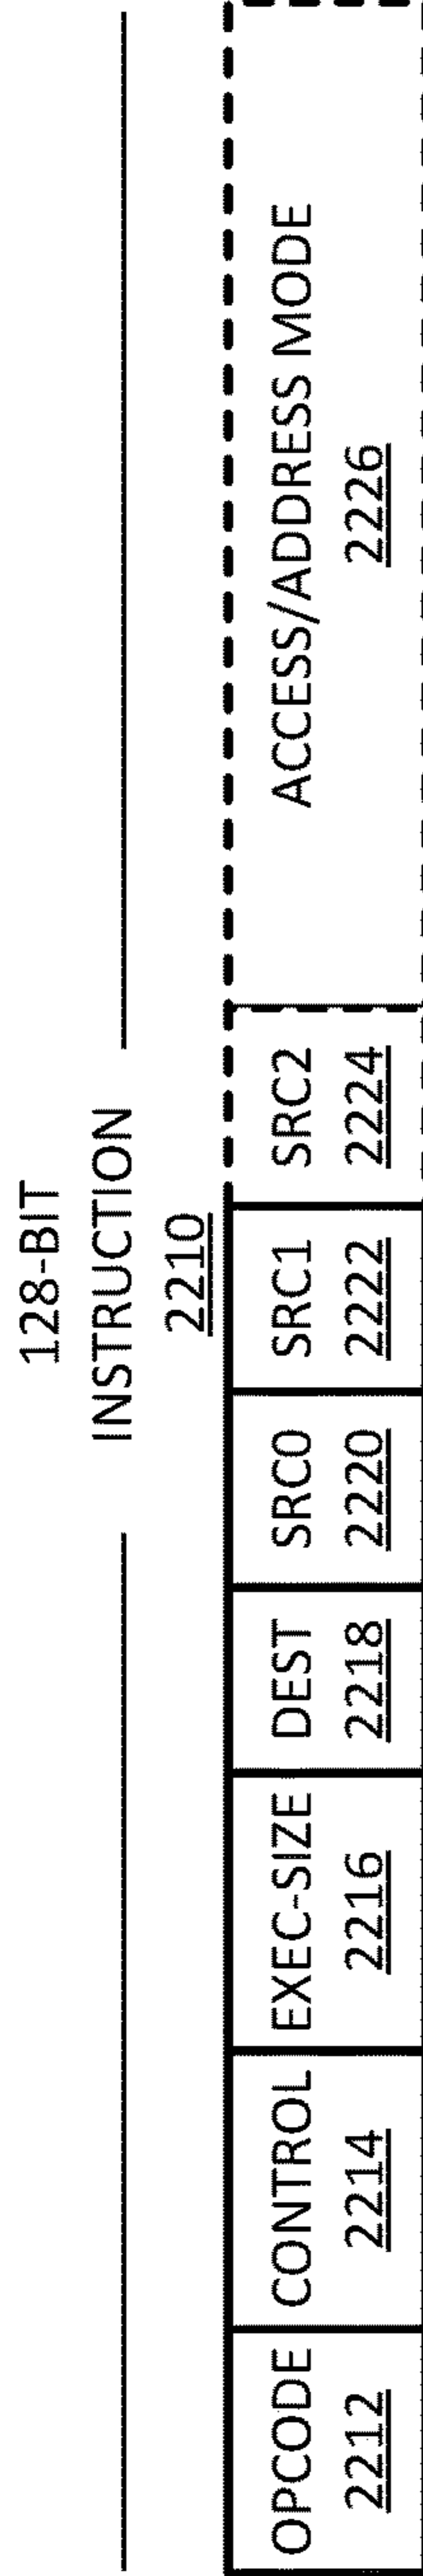 128-BIT
INSTRUCTION
2210
OPCODE
2212
CONTROL
2214
EXEC-SIZE
2216
DEST
2218
SRC0
2220
SRC1
2222
SRC2
2224
ACCESS/ADDRESS MODE
2226